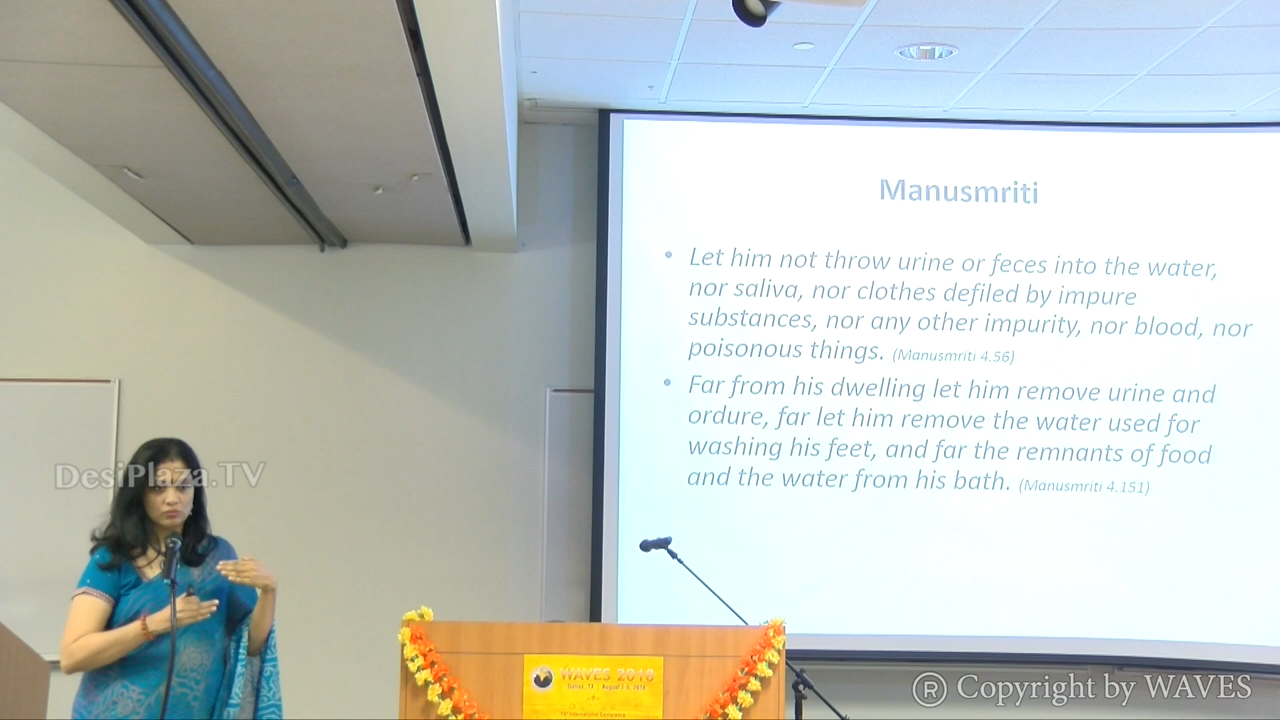 Manusmriti
• Let him not throw urine or feces into the water,
nor saliva, nor clothes defiled by impure
substances, nor any other impurity, nor blood, nor
poisonous things. (Manusmriti 4.56)
• Far from his dwelling let him remove urine and
ordure, far let him remove the water used for
washing his feet, and far the remnants of food
and the water from his bath. (Manusmriti 4.151)
DesiPlaza.TV
WAVES 2018
Dallas, TX
® Copyright by WAVES